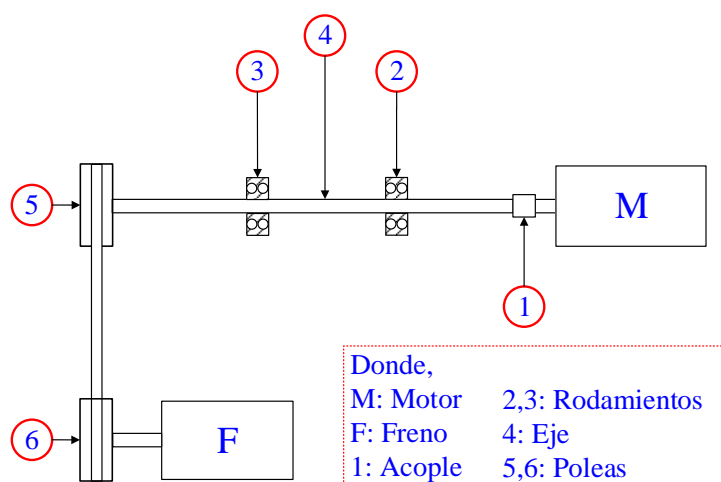 4
3
2
5
M
1
Donde,
M: Motor 2,3: Rodamientos
F: Freno 4: Eje
1: Acople 5,6: Poleas
6
F